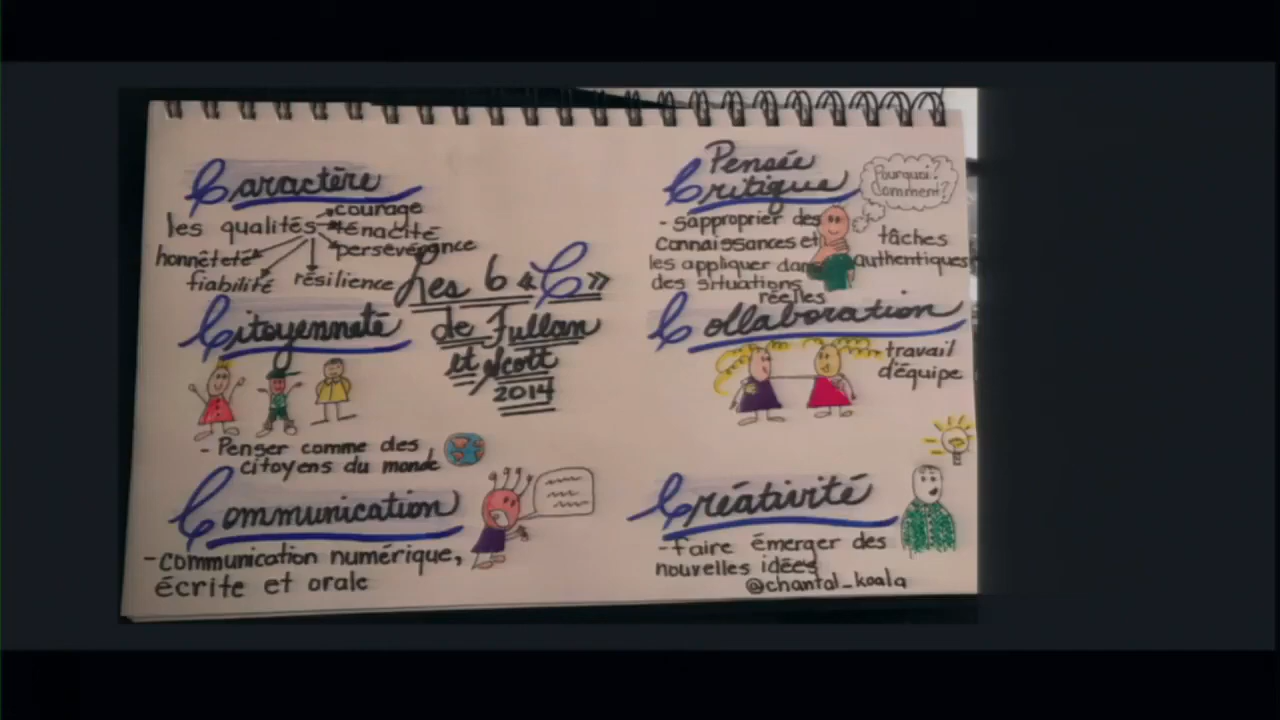 Caractère
les qualités
courage
ténacité
persévérance
honnêteté
fiabilité
résilience
Citoyenneté
- Penser comme des
citoyens du monde
Communication
- communication numérique,
écrite et orale
Les 6 « C »
de Fullan
et Scott
2014
Pensée
Critique
Pourquoi?
Comment?
- s'approprier des
connaissances et
les appliquer dans
des situations
réelles
tâches
authentiques
Collaboration
travail
d'équipe
Créativité
- faire émerger des
nouvelles idées
@chantal_koala